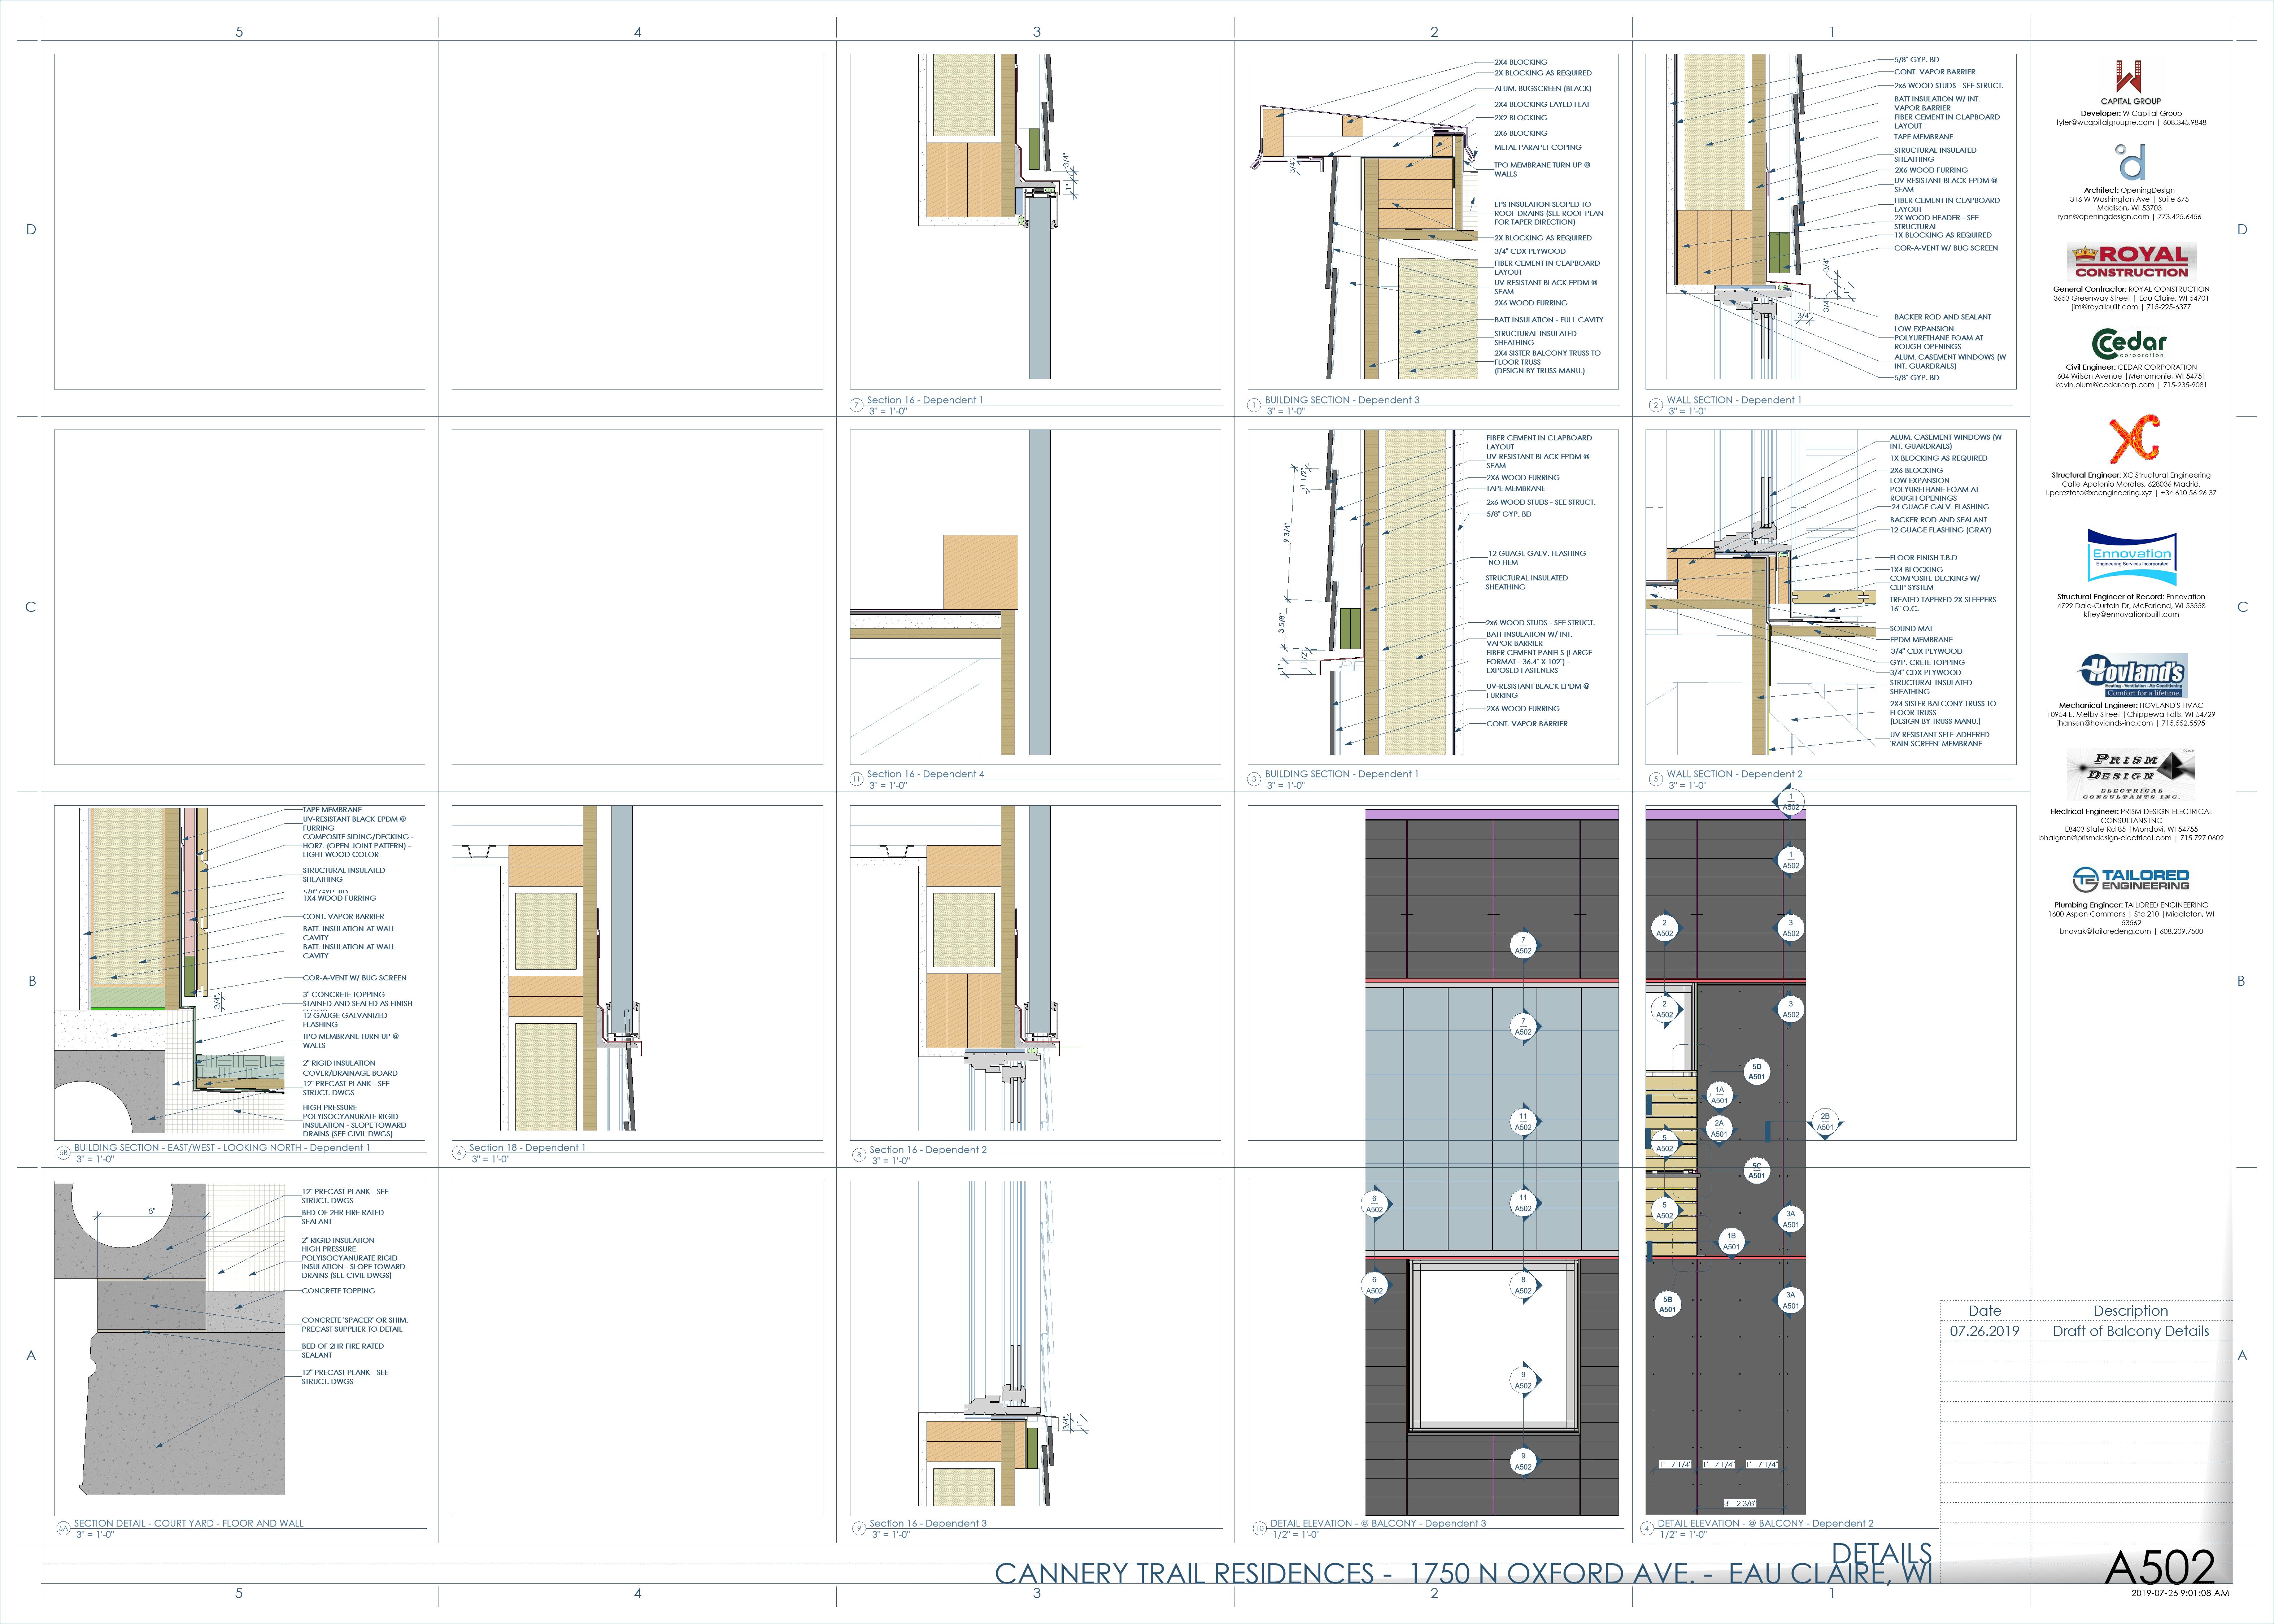 5
4
3
2
1
D
C
B
A
2X4 BLOCKING
2X BLOCKING AS REQUIRED
ALUM. BUGSCREEN (BLACK)
2X4 BLOCKING LAYED FLAT
2X2 BLOCKING
2X6 BLOCKING
METAL PARAPET COPING
TPO MEMBRANE TURN UP @
WALLS
EPS INSULATION SLOPED TO
ROOF DRAINS (SEE ROOF PLAN
FOR TAPER DIRECTION)
2X BLOCKING AS REQUIRED
3/4" CDX PLYWOOD
FIBER CEMENT IN CLAPBOARD
LAYOUT
UV-RESISTANT BLACK EPDM @
SEAM
2X6 WOOD FURRING
BATT INSULATION - FULL CAVITY
STRUCTURAL INSULATED
SHEATHING
2X4 SISTER BALCONY TRUSS TO
FLOOR TRUSS
(DESIGN BY TRUSS MANU.)
3/4"
5/8" GYP. BD
CONT. VAPOR BARRIER
2x6 WOOD STUDS - SEE STRUCT.
BATT INSULATION W/ INT.
VAPOR BARRIER
FIBER CEMENT IN CLAPBOARD
LAYOUT
TAPE MEMBRANE
STRUCTURAL INSULATED
SHEATHING
2X6 WOOD FURRING
UV-RESISTANT BLACK EPDM @
SEAM
FIBER CEMENT IN CLAPBOARD
LAYOUT
2X WOOD HEADER - SEE
STRUCTURAL
1X BLOCKING AS REQUIRED
COR-A-VENT W/ BUG SCREEN
BACKER ROD AND SEALANT
LOW EXPANSION
POLYURETHANE FOAM AT
ROUGH OPENINGS
ALUM. CASEMENT WINDOWS (W
INT. GUARDRAILS)
5/8" GYP. BD
3/4"
3/4"
1"
3/4"
3/4"
1"
7 Section 16 - Dependent 1
3" = 1'-0"
1 BUILDING SECTION - Dependent 3
3" = 1'-0"
2 WALL SECTION - Dependent 1
3" = 1'-0"
FIBER CEMENT IN CLAPBOARD
LAYOUT
UV-RESISTANT BLACK EPDM @
SEAM
2X6 WOOD FURRING
TAPE MEMBRANE
2x6 WOOD STUDS - SEE STRUCT.
5/8" GYP. BD
12 GUAGE GALV. FLASHING -
NO HEM
STRUCTURAL INSULATED
SHEATHING
2x6 WOOD STUDS - SEE STRUCT.
BATT INSULATION W/ INT.
VAPOR BARRIER
FIBER CEMENT PANELS (LARGE
FORMAT - 36.4" X 102") -
EXPOSED FASTENERS
UV-RESISTANT BLACK EPDM @
FURRING
2X6 WOOD FURRING
CONT. VAPOR BARRIER
1 1/2"
9 3/4"
3 5/8"
1"
1 1/2"
ALUM. CASEMENT WINDOWS (W
INT. GUARDRAILS)
1X BLOCKING AS REQUIRED
2X6 BLOCKING
LOW EXPANSION
POLYURETHANE FOAM AT
ROUGH OPENINGS
24 GUAGE GALV. FLASHING
BACKER ROD AND SEALANT
12 GUAGE FLASHING (GRAY)
FLOOR FINISH T.B.D
1X4 BLOCKING
COMPOSITE DECKING W/
CLIP SYSTEM
TREATED TAPERED 2X SLEEPERS
16" O.C.
SOUND MAT
EPDM MEMBRANE
3/4" CDX PLYWOOD
GYP. CRETE TOPPING
3/4" CDX PLYWOOD
STRUCTURAL INSULATED
SHEATHING
2X4 SISTER BALCONY TRUSS TO
FLOOR TRUSS
(DESIGN BY TRUSS MANU.)
UV RESISTANT SELF-ADHERED
'RAIN SCREEN' MEMBRANE
11 Section 16 - Dependent 4
3" = 1'-0"
3 BUILDING SECTION - Dependent 1
3" = 1'-0"
5 WALL SECTION - Dependent 2
3" = 1'-0"
TAPE MEMBRANE
UV-RESISTANT BLACK EPDM @
FURRING
COMPOSITE SIDING/DECKING -
HORZ. (OPEN JOINT PATTERN) -
LIGHT WOOD COLOR
STRUCTURAL INSULATED
SHEATHING
5/8" GYP. BD
1X4 WOOD FURRING
CONT. VAPOR BARRIER
BATT. INSULATION AT WALL
CAVITY
BATT. INSULATION AT WALL
CAVITY
COR-A-VENT W/ BUG SCREEN
3" CONCRETE TOPPING -
STAINED AND SEALED AS FINISH
12 GAUGE GALVANIZED
FLASHING
TPO MEMBRANE TURN UP @
WALLS
2" RIGID INSULATION
COVER/DRAINAGE BOARD
12" PRECAST PLANK - SEE
STRUCT. DWGS
HIGH PRESSURE
POLYISOCYANURATE RIGID
INSULATION - SLOPE TOWARD
DRAINS (SEE CIVIL DWGS)
3/4"
5B BUILDING SECTION - EAST/WEST - LOOKING NORTH - Dependent 1
3" = 1'-0"
6 Section 18 - Dependent 1
3" = 1'-0"
8 Section 16 - Dependent 2
3" = 1'-0"
12" PRECAST PLANK - SEE
STRUCT. DWGS
BED OF 2HR FIRE RATED
SEALANT
2" RIGID INSULATION
HIGH PRESSURE
POLYISOCYANURATE RIGID
INSULATION - SLOPE TOWARD
DRAINS (SEE CIVIL DWGS)
CONCRETE TOPPING
CONCRETE 'SPACER' OR SHIM.
PRECAST SUPPLIER TO DETAIL
BED OF 2HR FIRE RATED
SEALANT
12" PRECAST PLANK - SEE
STRUCT. DWGS
8"
3/4"
1"
5A SECTION DETAIL - COURT YARD - FLOOR AND WALL
3" = 1'-0"
9 Section 16 - Dependent 3
3" = 1'-0"
7 A502
7 A502
11 A502
11 A502
6 A502
6 A502
8 A502
9 A502
9 A502
10 DETAIL ELEVATION - @ BALCONY - Dependent 3
1/2" = 1'-0"
1 A502
1 A502
2 A502
3 A502
2 A502
3 A502
5D A501
1A A501
2A A501
2B A501
5 A502
5C A501
5 A502
3A A501
1B A501
5B A501
3A A501
1' - 7 1/4"
1' - 7 1/4"
1' - 7 1/4"
3' - 2 3/8"
4 DETAIL ELEVATION - @ BALCONY - Dependent 2
1/2" = 1'-0"
W
CAPITAL GROUP
Developer: W Capital Group
tyler@wcapitalgroupre.com | 608.345.9848
Architect: OpeningDesign
316 W Washington Ave | Suite 675
Madison, WI 53703
ryan@openingdesign.com | 773.425.6456
ROYAL
CONSTRUCTION
General Contractor: ROYAL CONSTRUCTION
3653 Greenway Street | Eau Claire, WI 54701
jim@royalbuilt.com | 715-225-6377
Cedar
corporation
Civil Engineer: CEDAR CORPORATION
604 Wilson Avenue |Menomonie, WI 54751
kevin.oium@cedarcorp.com | 715-235-9081
XC
Structural Engineer: XC Structural Engineering
Calle Apolonio Morales, 628036 Madrid,
l.pereztato@xcengineering.xyz | +34 610 56 26 37
Ennovation
Engineering Services Incorporated
Structural Engineer of Record: Ennovation
4729 Dale-Curtain Dr, McFarland, WI 53558
kfrey@ennovationbuilt.com
Hovland's
Heating - Ventilation - Air Conditioning
Comfort for a lifetime.
Mechanical Engineer: HOVLAND'S HVAC
10954 E. Melby Street |Chippewa Falls, WI 54729
jhansen@hovlands-inc.com | 715.552.5595
PRISM
DESIGN
ELECTRICAL
CONSULTANTS INC.
Electrical Engineer: PRISM DESIGN ELECTRICAL
CONSULTANS INC
E8403 State Rd 85 |Mondovi, WI 54755
bhalgren@prismdesign-electrical.com | 715.797.0602
TE TAILORED
ENGINEERING
Plumbing Engineer: TAILORED ENGINEERING
1600 Aspen Commons | Ste 210 |Middleton, WI
53562
bnovak@tailoredeng.com | 608.209.7500
Date Description
07.26.2019 Draft of Balcony Details
DETAILS
CANNERY TRAIL RESIDENCES - 1750 N OXFORD AVE. - EAU CLAIRE, WI
A502
2019-07-26 9:01:08 AM
D
C
B
A
5
4
3
2
1